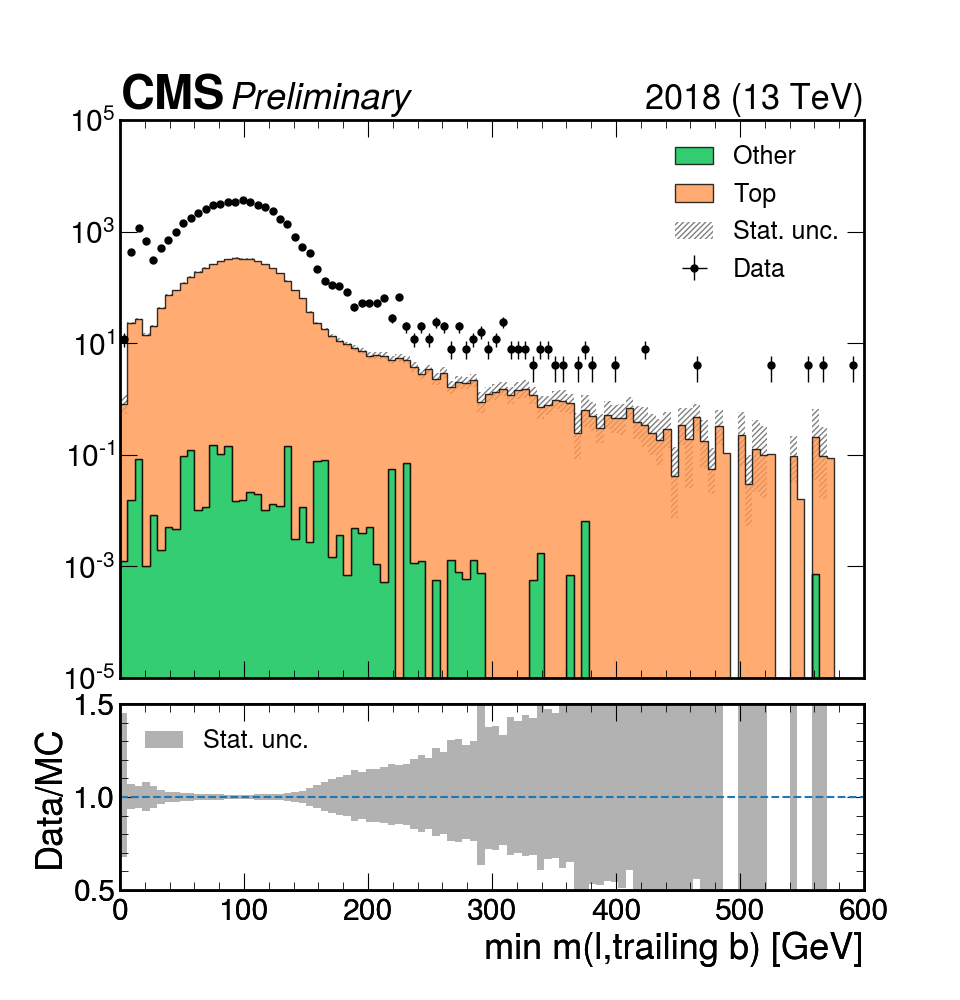 CMS Preliminary 2018 (13 TeV)
10^5
10^3
10^1
10^-1
10^-3
10^-5
Other
Top
Stat. unc.
Data
1.5
1.0
0.5
Data/MC
Stat. unc.
0 100 200 300 400 500 600
min m(l,trailing b) [GeV]